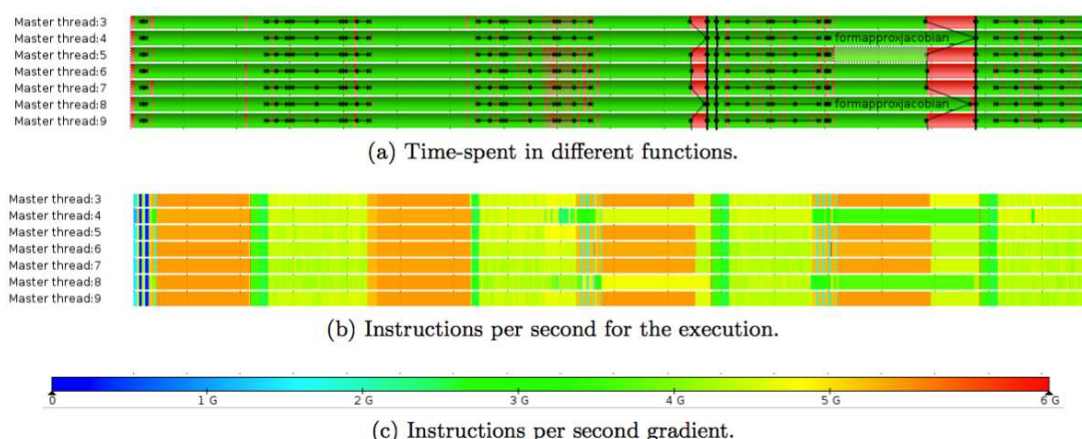 Master thread:3
Master thread:4
formapproxjacobian
Master thread:5
Master thread:6
Master thread:7
Master thread:8
formapproxjacobian
Master thread:9
(a) Time-spent in different functions.
Master thread:3
Master thread:4
Master thread:5
Master thread:6
Master thread:7
Master thread:8
Master thread:9
(b) Instructions per second for the execution.
0 1 G 2 G 3 G 4 G 5 G 6 G
(c) Instructions per second gradient.